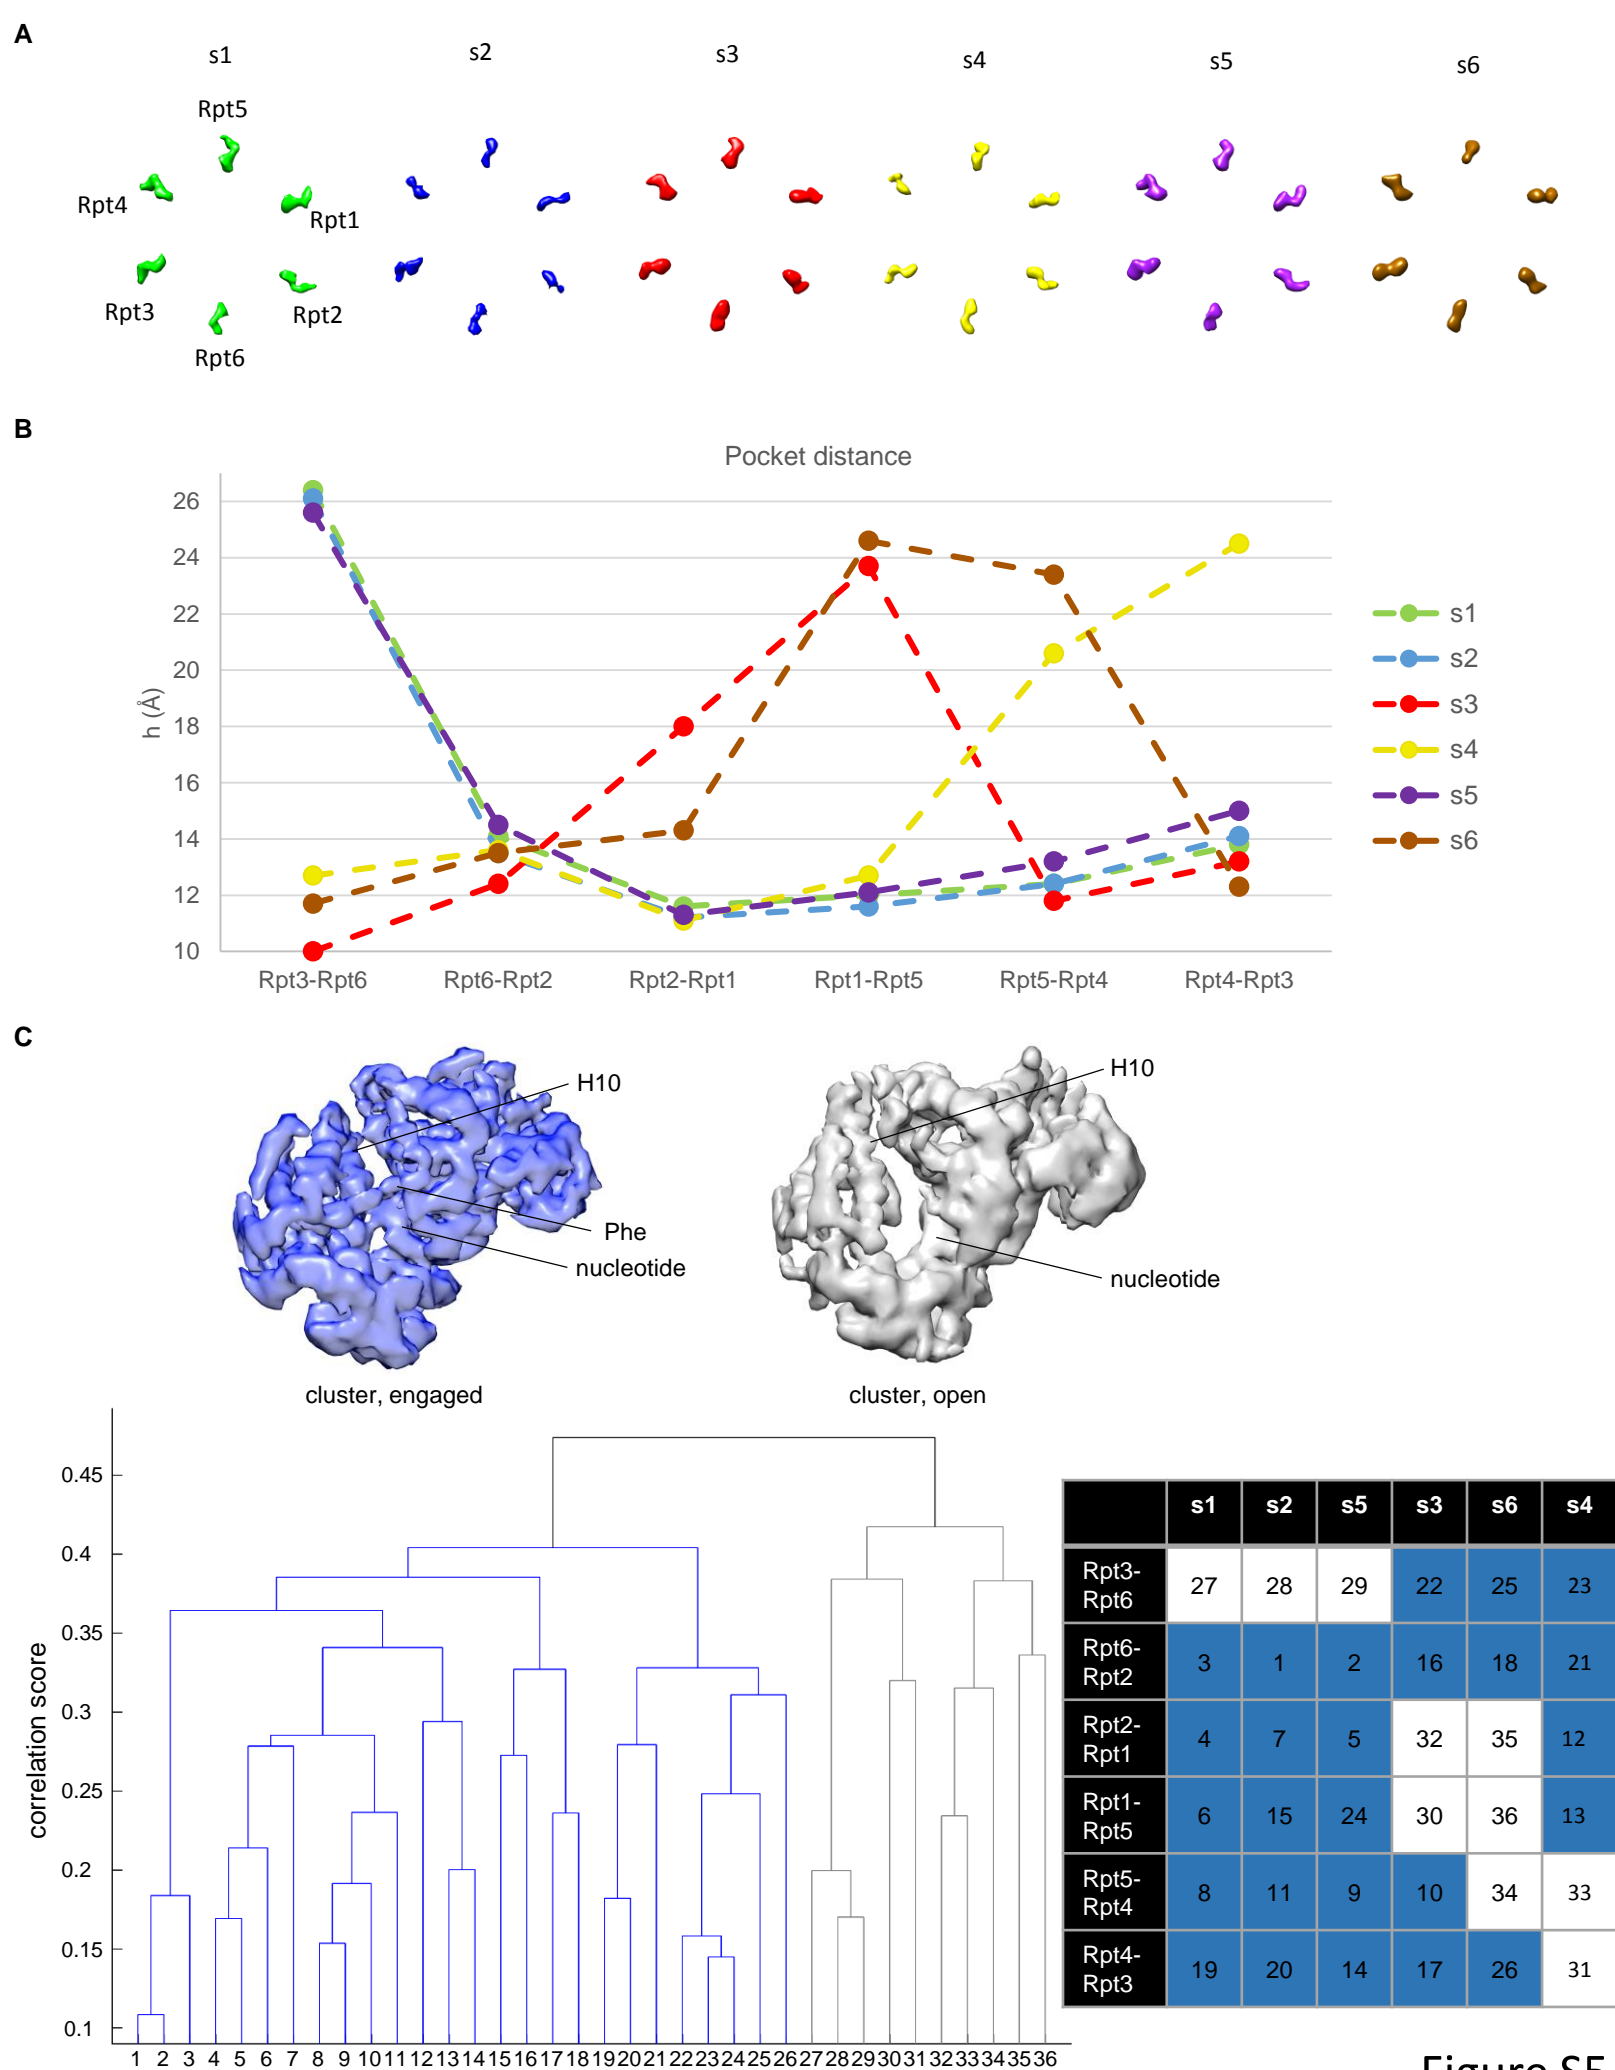 A
s1 s2 s3 s4 s5 s6
Rpt5
Rpt4
Rpt1
Rpt3
Rpt2
Rpt6
B
Pocket distance
26
24
22
20
18
16
14
12
10
h (Å)
Rpt3-Rpt6 Rpt6-Rpt2 Rpt2-Rpt1 Rpt1-Rpt5 Rpt5-Rpt4 Rpt4-Rpt3
s1
s2
s3
s4
s5
s6
C
H10
Phe
nucleotide
H10
nucleotide
cluster, engaged
cluster, open
0.45
0.4
0.35
0.3
0.25
0.2
0.15
0.1
correlation score
1 2 3 4 5 6 7 8 9 10 11 12 13 14 15 16 17 18 19 20 21 22 23 24 25 26 27 28 29 30 31 32 33 34 35 36
s1 s2 s5 s3 s6 s4
Rpt3-
Rpt6
27 28 29 22 25 23
Rpt6-
Rpt2
3 1 2 16 18 21
Rpt2-
Rpt1
4 7 5 32 35 12
Rpt1-
Rpt5
6 15 24 30 36 13
Rpt5-
Rpt4
8 11 9 10 34 33
Rpt4-
Rpt3
19 20 14 17 26 31
Figure